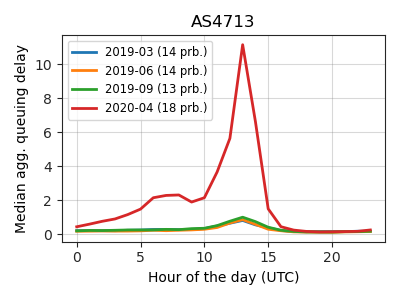 AS4713
Median agg. queuing delay
10
8
6
4
2
0
2019-03 (14 prb.)
2019-06 (14 prb.)
2019-09 (13 prb.)
2020-04 (18 prb.)
0 5 10 15 20
Hour of the day (UTC)